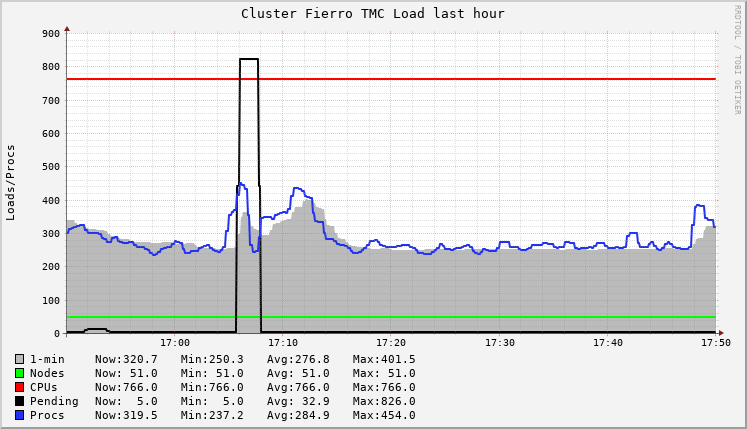 Cluster Fierro TMC Load last hour
RRDTOOL / TOBI OETIKER
Loads/Procs
900
800
700
600
500
400
300
200
100
0
17:00 17:10 17:20 17:30 17:40 17:50
1-min Now:320.7 Min:250.3 Avg:276.8 Max:401.5
Nodes Now: 51.0 Min: 51.0 Avg: 51.0 Max: 51.0
CPUs Now:766.0 Min:766.0 Avg:766.0 Max:766.0
Pending Now: 5.0 Min: 5.0 Avg: 32.9 Max:826.0
Procs Now:319.5 Min:237.2 Avg:284.9 Max:454.0